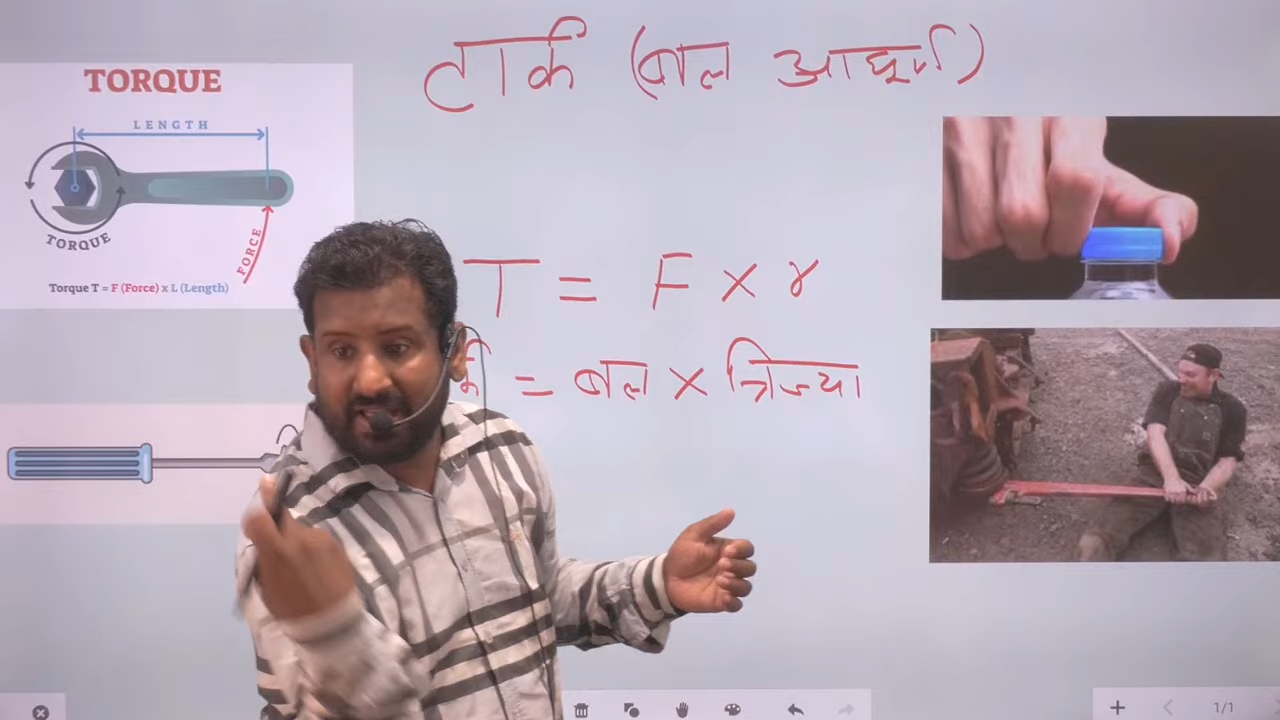 टार्क (बल आघूर्ण)
TORQUE
LENGTH
TORQUE
FORCE
Torque T = F (Force) x L (Length)
T = F × r
= बल × त्रिज्या
1/1